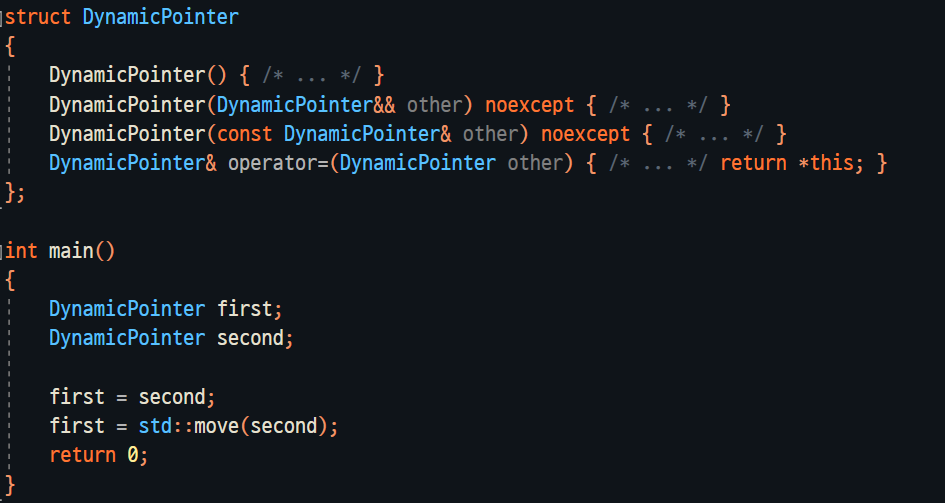 struct DynamicPointer
{
    DynamicPointer() { /* ... */ }
    DynamicPointer(DynamicPointer&& other) noexcept { /* ... */ }
    DynamicPointer(const DynamicPointer& other) noexcept { /* ... */ }
    DynamicPointer& operator=(DynamicPointer other) { /* ... */ return *this; }
};

int main()
{
    DynamicPointer first;
    DynamicPointer second;

    first = second;
    first = std::move(second);
    return 0;
}